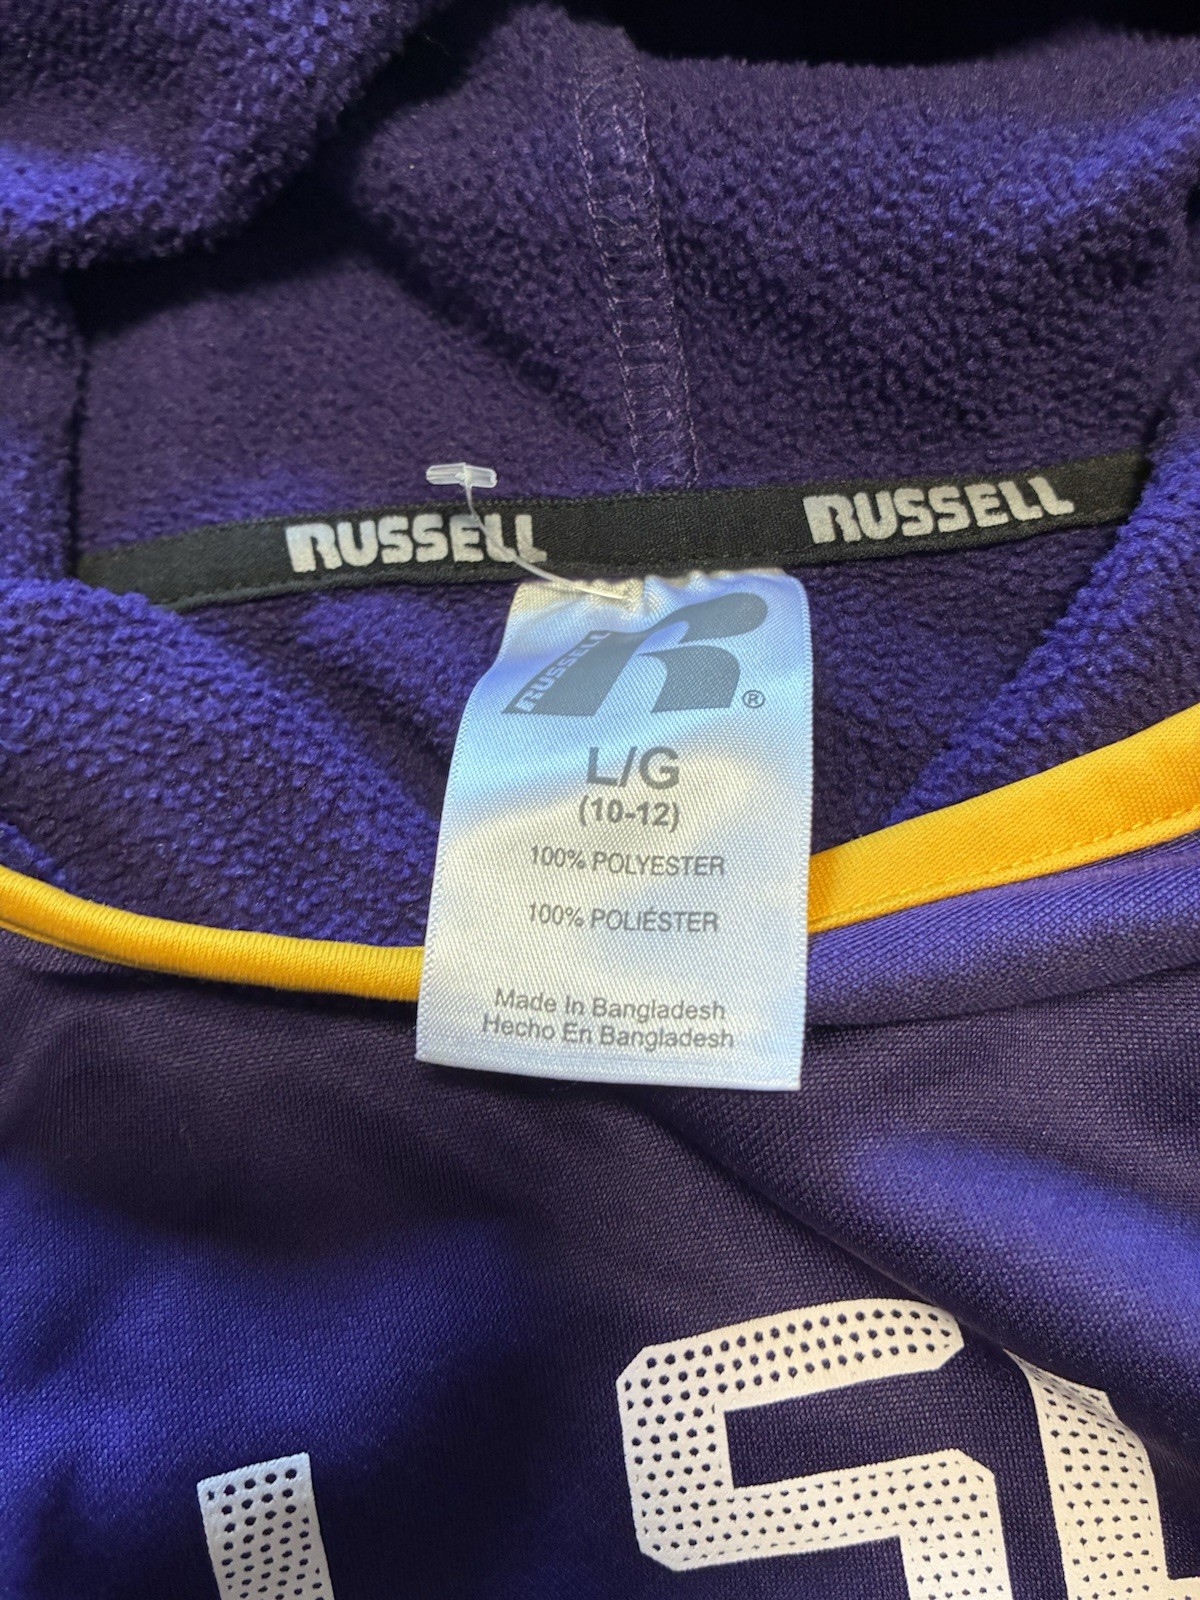 RUSSELL RUSSELL
RUSSELL
®
L/G
(10-12)
100% POLYESTER
100% POLIÉSTER
Made In Bangladesh
Hecho En Bangladesh